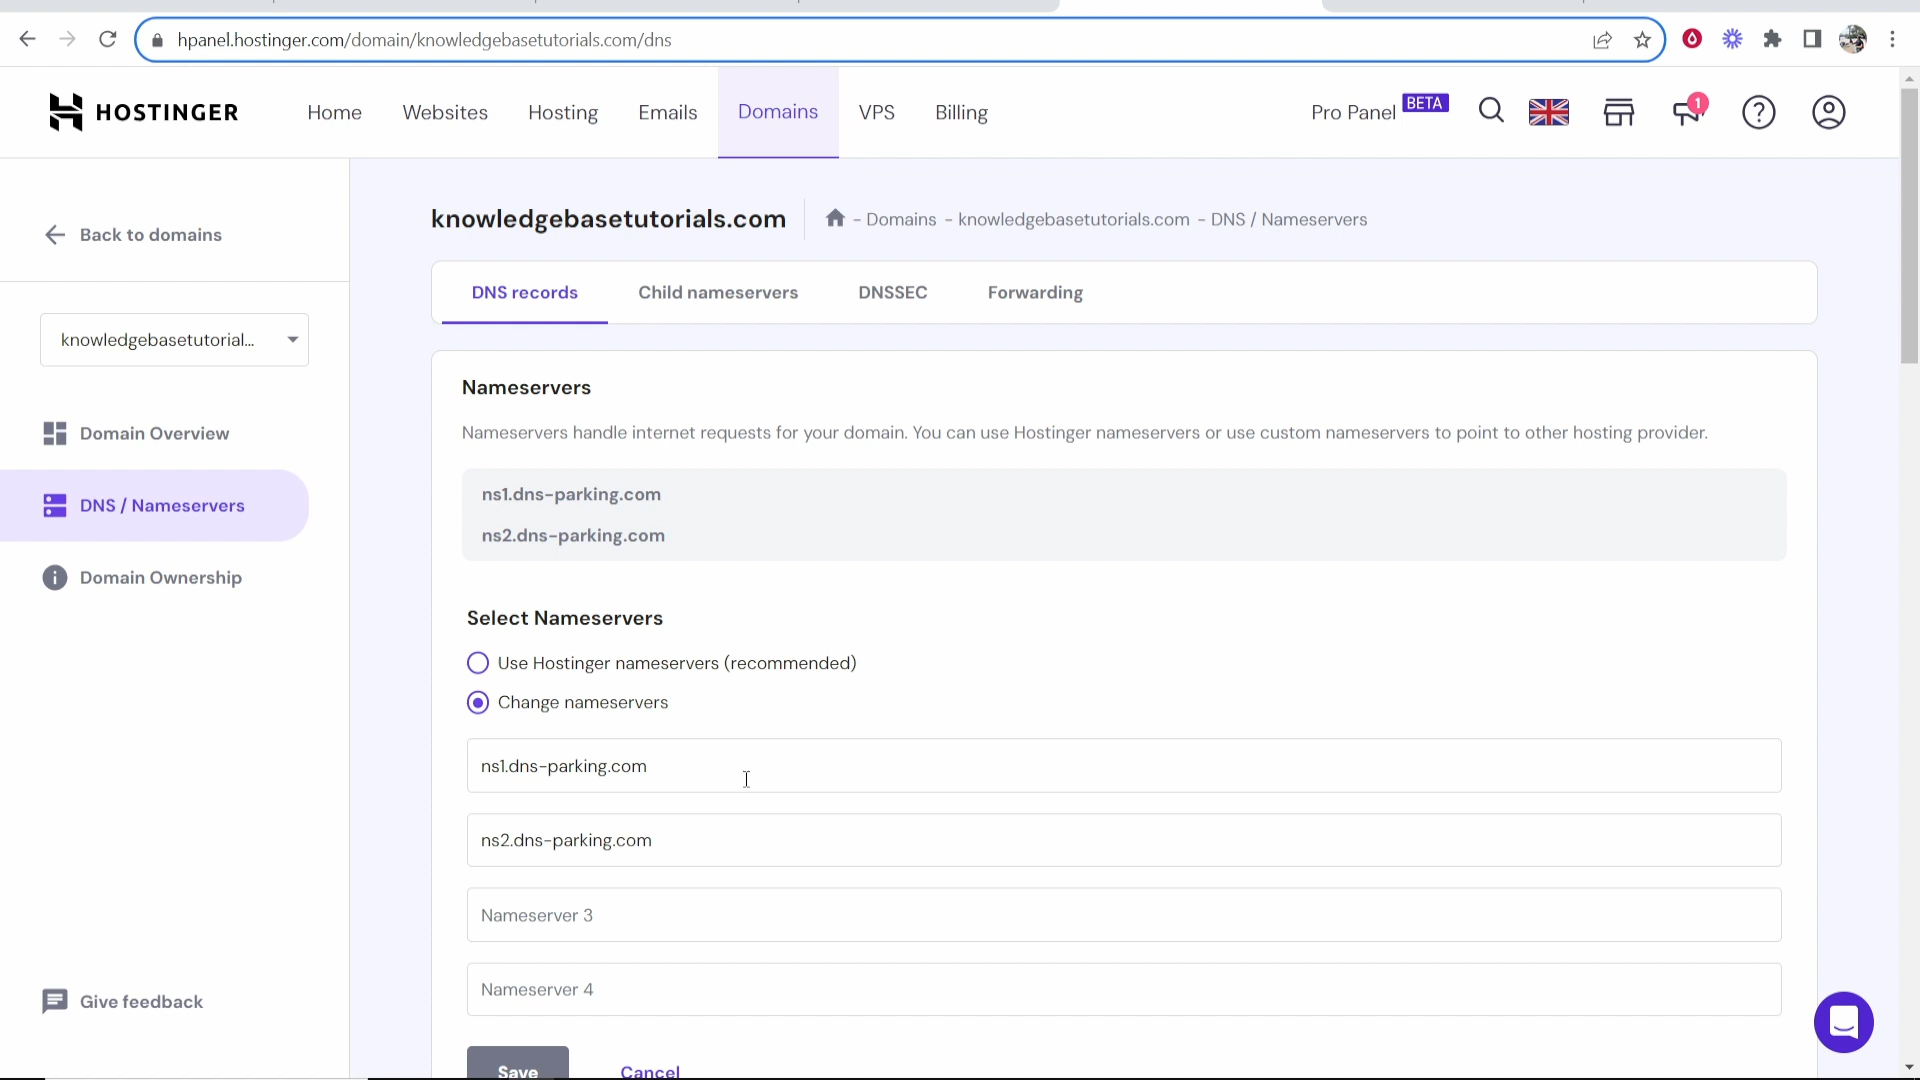 hpanel.hostinger.com/domain/knowledgebasetutorials.com/dns
HOSTINGER
Home
Websites
Hosting
Emails
Domains
VPS
Billing
Pro Panel
BETA
1
Back to domains
knowledgebasetutorials.com
- Domains - knowledgebasetutorials.com - DNS / Nameservers
DNS records
Child nameservers
DNSSEC
Forwarding
knowledgebasetutorial...
Domain Overview
DNS / Nameservers
Domain Ownership
Give feedback
Nameservers
Nameservers handle internet requests for your domain. You can use Hostinger nameservers or use custom nameservers to point to other hosting provider.
ns1.dns-parking.com
ns2.dns-parking.com
Select Nameservers
Use Hostinger nameservers (recommended)
Change nameservers
ns1.dns-parking.com
ns2.dns-parking.com
Nameserver 3
Nameserver 4
Save
Cancel